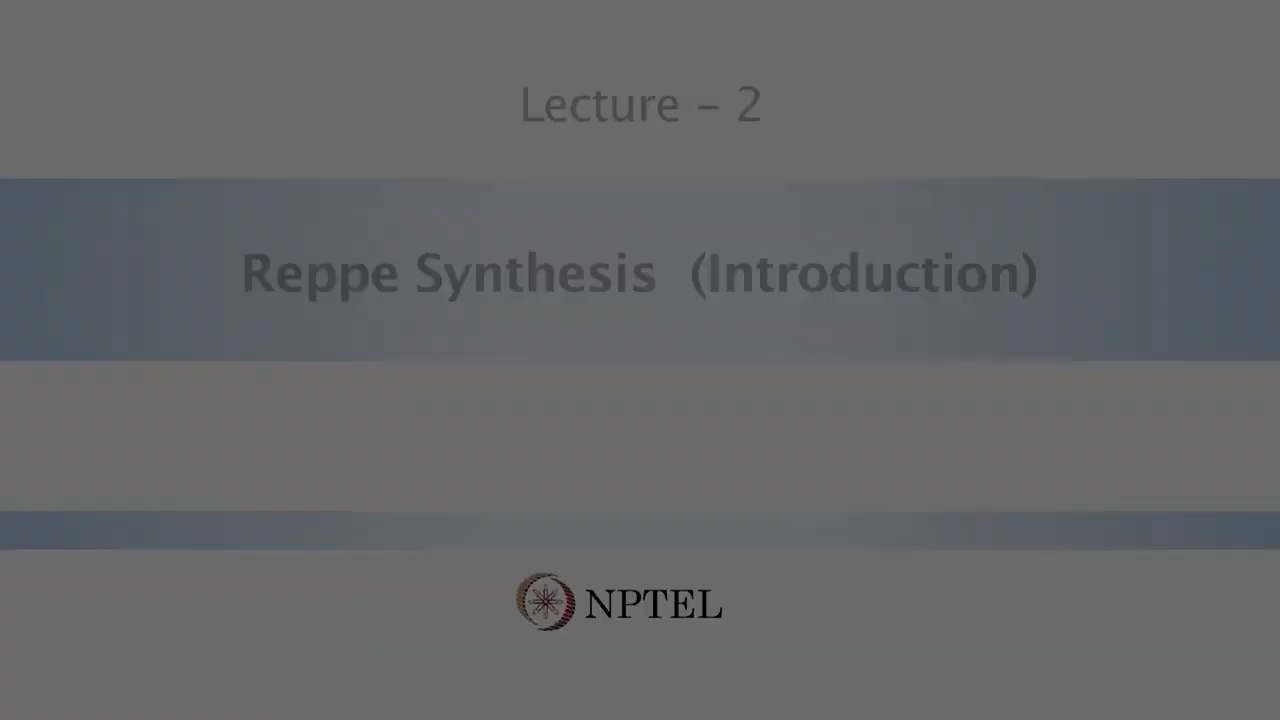 Lecture – 2
Reppe Synthesis (Introduction)
NPTEL